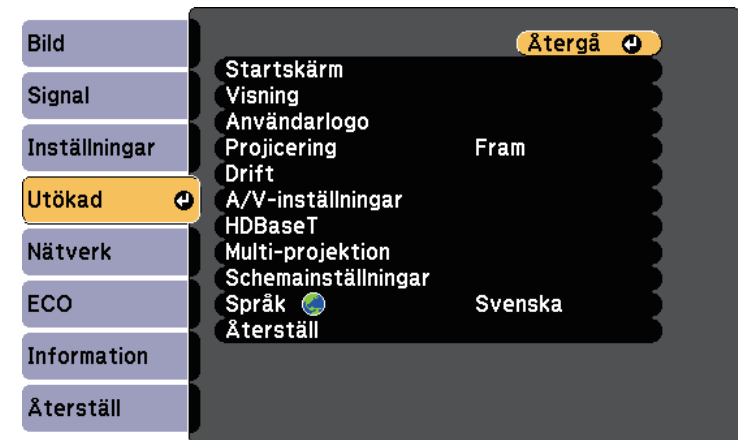 Bild
Signal
Inställningar
Utökad
Nätverk
ECO
Information
Återställ
Återgå
Startskärm
Visning
Användarlogo
Projicering Fram
Drift
A/V-inställningar
HDBaseT
Multi-projektion
Schemainställningar
Språk Svenska
Återställ